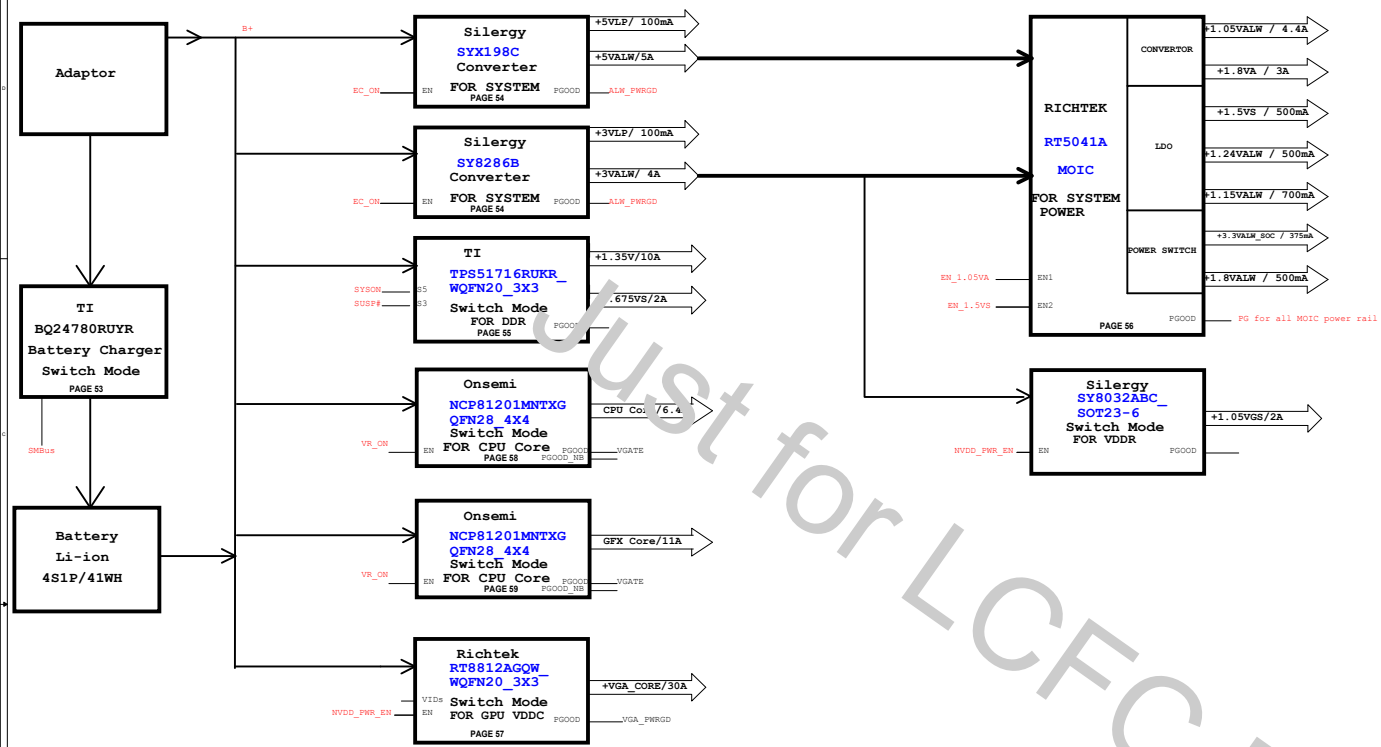 B+
Adaptor
TI
BQ24780RUYR
Battery Charger
Switch Mode
PAGE 53
SMBus
Battery
Li-ion
4S1P/41WH
Silergy
SYX198C
Converter
FOR SYSTEM
PAGE 54
EC_ON
EN
PGOOD
ALW_PWRGD
+5VLP/ 100mA
+5VALW/5A
Silergy
SY8286B
Converter
FOR SYSTEM
PAGE 54
EC_ON
EN
PGOOD
ALW_PWRGD
+3VLP/ 100mA
+3VALW/ 4A
TI
TPS51716RUKR_
WQFN20_3X3
Switch Mode
FOR DDR
PAGE 55
SYSON
S5
SUSP#
S3
PGOOD
+1.35V/10A
.675VS/2A
Onsemi
NCP81201MNTXG
QFN28_4X4
Switch Mode
FOR CPU Core
PAGE 58
VR_ON
EN
PGOOD
PGOOD_NB
VGATE
CPU Core/6.4
Onsemi
NCP81201MNTXG
QFN28_4X4
Switch Mode
FOR CPU Core
PAGE 59
VR_ON
EN
PGOOD
PGOOD_NB
VGATE
GFX Core/11A
Richtek
RT8812AGQW_
WQFN20_3X3
Switch Mode
FOR GPU VDDC
PAGE 57
VIDs
NVDD_PWR_EN
EN
PGOOD
VGA_PWRGD
+VGA_CORE/30A
RICHTEK
RT5041A
MOIC
FOR SYSTEM
POWER
PAGE 56
CONVERTOR
LDO
POWER SWITCH
EN_1.05VA
EN1
EN_1.5VS
EN2
PGOOD
PG for all MOIC power rail
+1.05VALW / 4.4A
+1.8VA / 3A
+1.5VS / 500mA
+1.24VALW / 500mA
+1.15VALW / 700mA
+3.3VALW_SOC / 375mA
+1.8VALW / 500mA
Silergy
SY8032ABC_
SOT23-6
Switch Mode
FOR VDDR
NVDD_PWR_EN
EN
PGOOD
+1.05VGS/2A
Just for LCFC
D
C